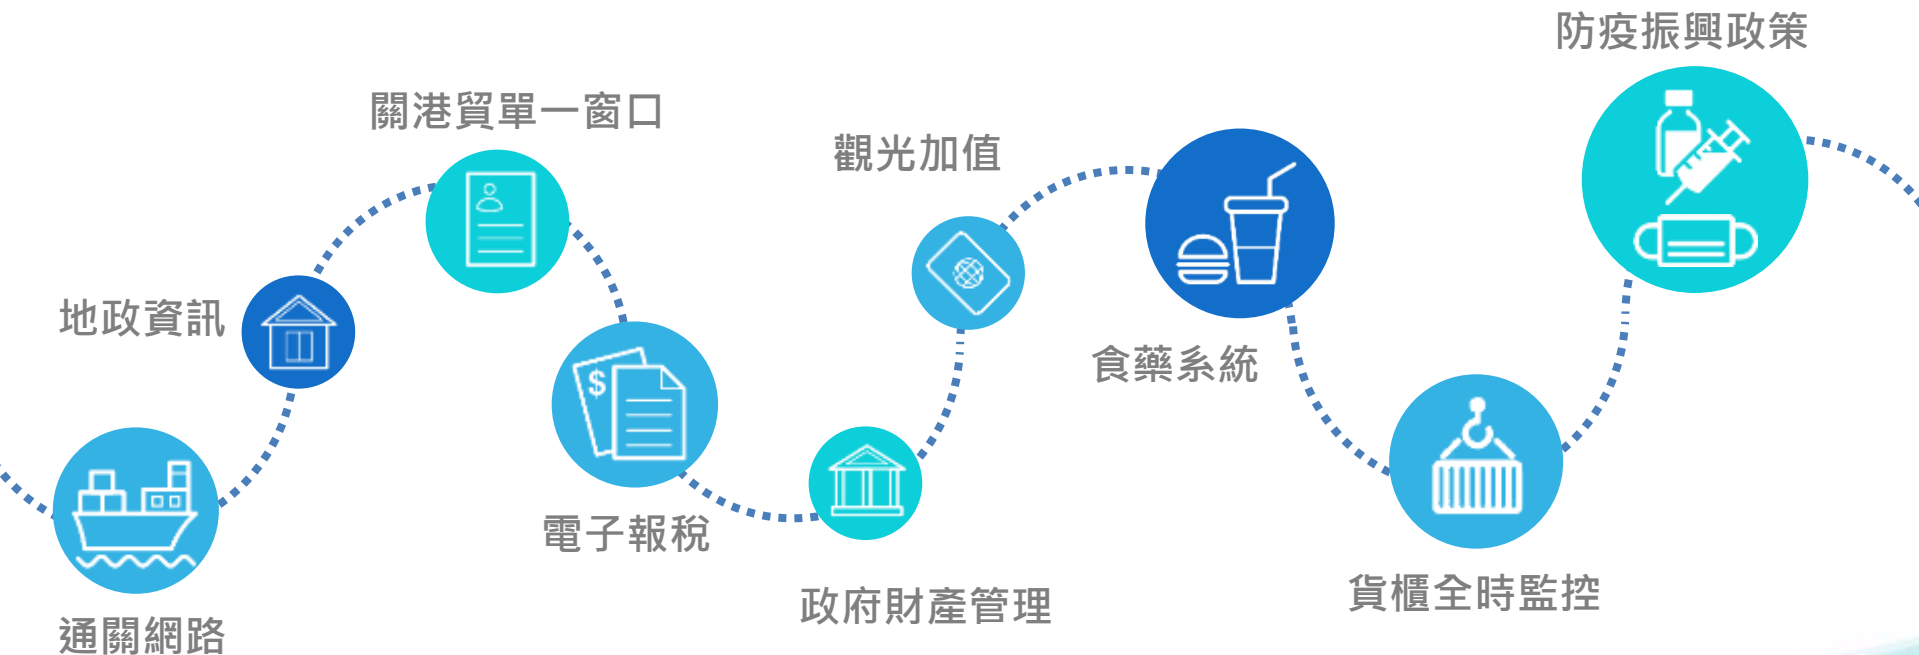 通關網路
地政資訊
關港貿單一窗口
電子報稅
$
政府財產管理
觀光加值
食藥系統
貨櫃全時監控
防疫振興政策